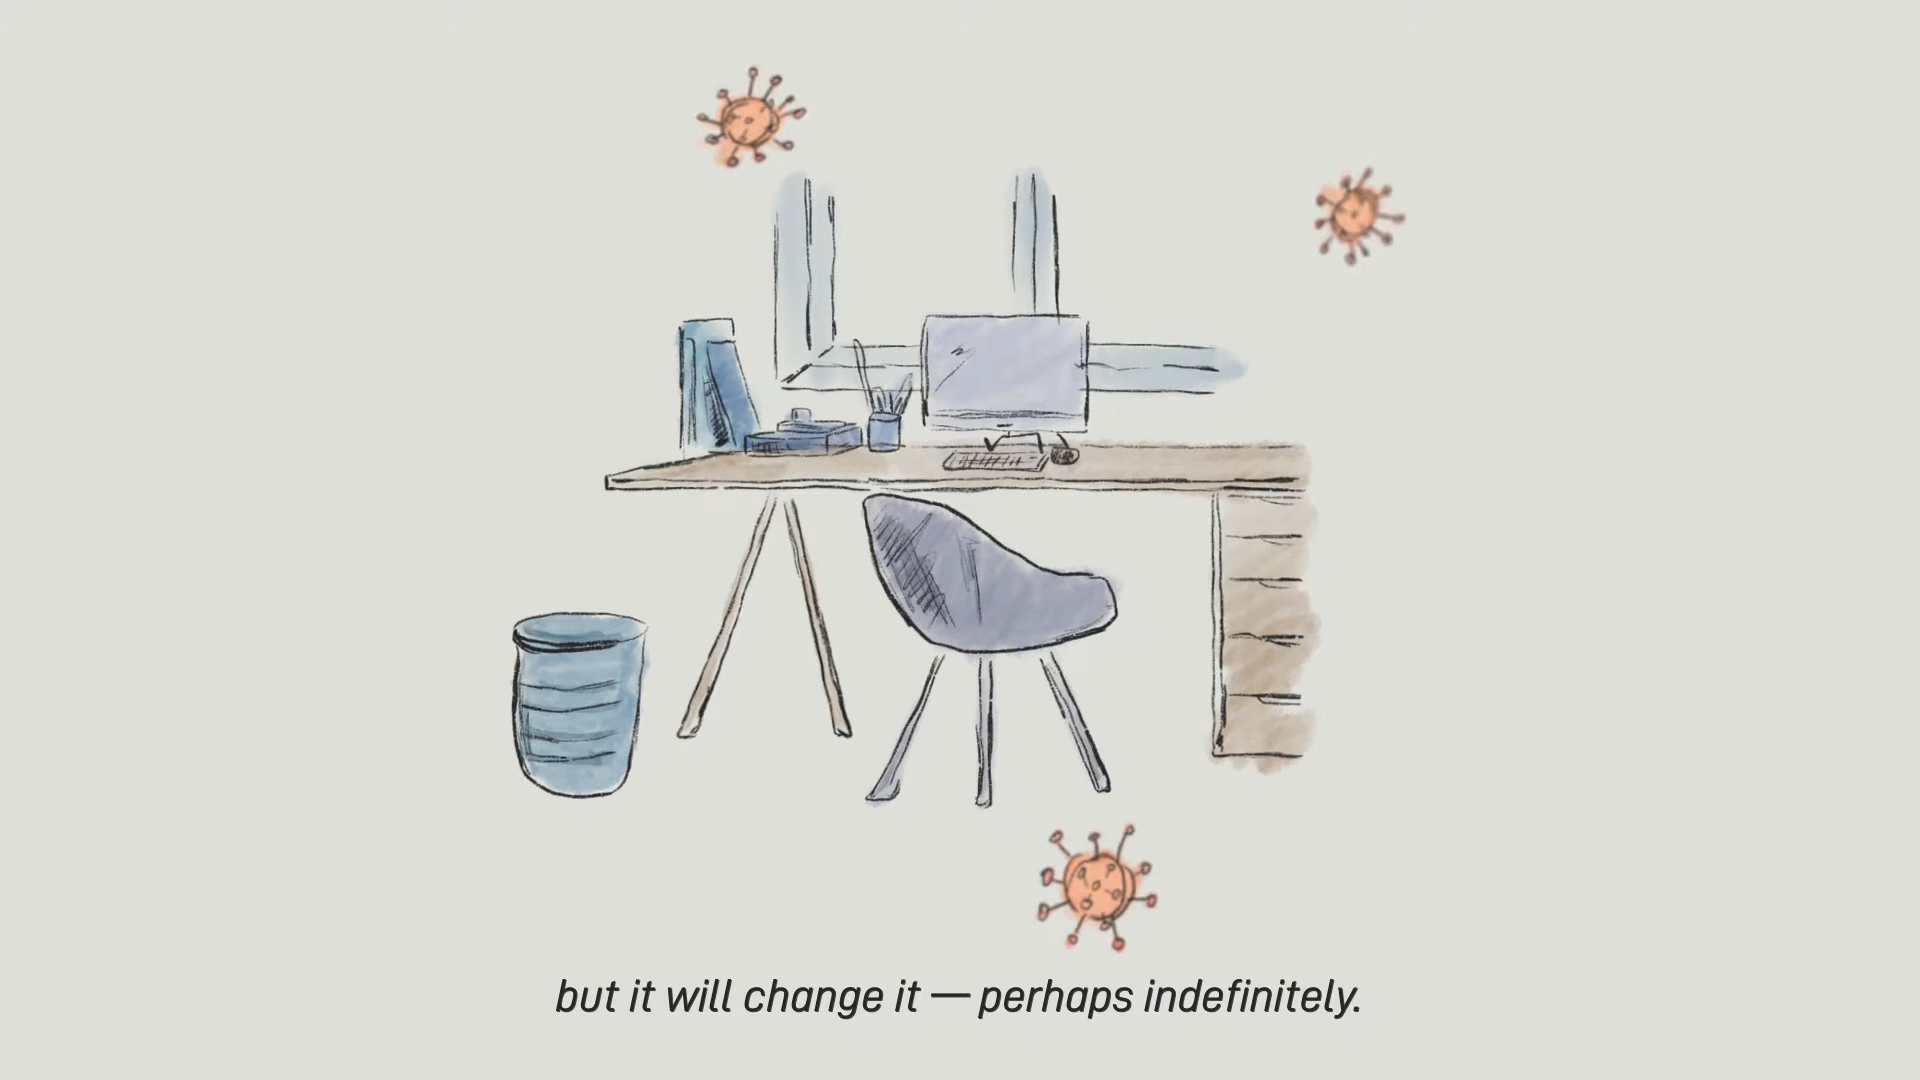 but it will change it — perhaps indefinitely.